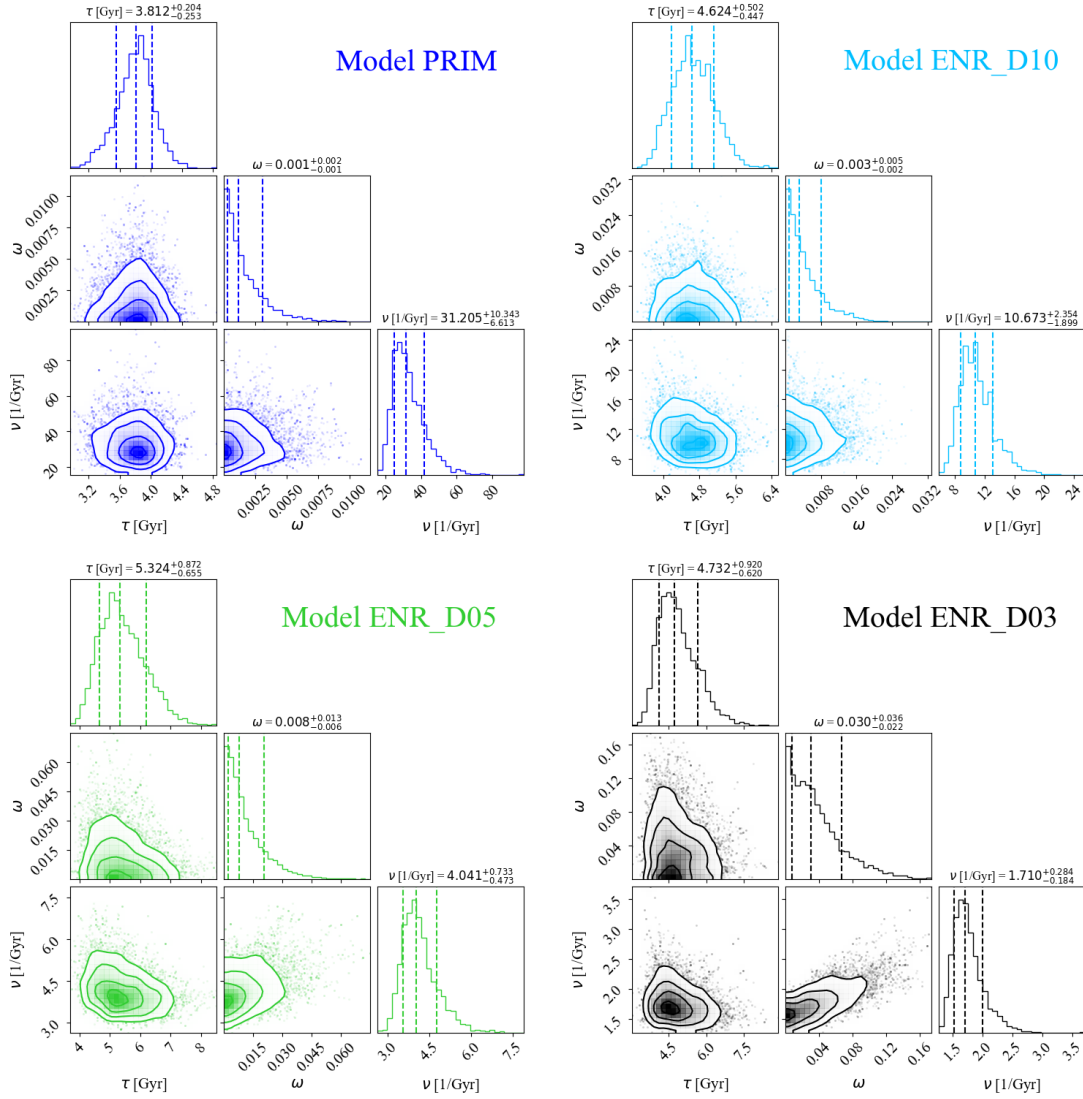 τ [Gyr] = 3.812 +0.204 −0.253
Model PRIM
ω = 0.001 +0.002 −0.001
0.0100
0.0075
0.0050
0.0025
ω
ν [1/Gyr] = 31.205 +10.343 −6.613
80
60
40
20
ν [1/Gyr]
3.2 3.6 4.0 4.4 4.8
τ [Gyr]
0.0025 0.0050 0.0075 0.0100
ω
20 40 60 80
ν [1/Gyr]
τ [Gyr] = 4.624 +0.502 −0.447
Model ENR_D10
ω = 0.003 +0.005 −0.002
0.032
0.024
0.016
0.008
ω
ν [1/Gyr] = 10.673 +2.354 −1.899
24
20
16
12
8
ν [1/Gyr]
4.0 4.8 5.6 6.4
τ [Gyr]
0.008 0.016 0.024 0.032
ω
8 12 16 20 24
ν [1/Gyr]
τ [Gyr] = 5.324 +0.872 −0.655
Model ENR_D05
ω = 0.008 +0.013 −0.006
0.060
0.045
0.030
0.015
ω
ν [1/Gyr] = 4.041 +0.733 −0.473
7.5
6.0
4.5
3.0
ν [1/Gyr]
4 5 6 7 8
τ [Gyr]
0.015 0.030 0.045 0.060
ω
3.0 4.5 6.0 7.5
ν [1/Gyr]
τ [Gyr] = 4.732 +0.920 −0.620
Model ENR_D03
ω = 0.030 +0.036 −0.022
0.16
0.12
0.08
0.04
ω
ν [1/Gyr] = 1.710 +0.284 −0.184
3.5
3.0
2.5
2.0
1.5
ν [1/Gyr]
4.5 6.0 7.5
τ [Gyr]
0.04 0.08 0.12 0.16
ω
1.5 2.0 2.5 3.0 3.5
ν [1/Gyr]